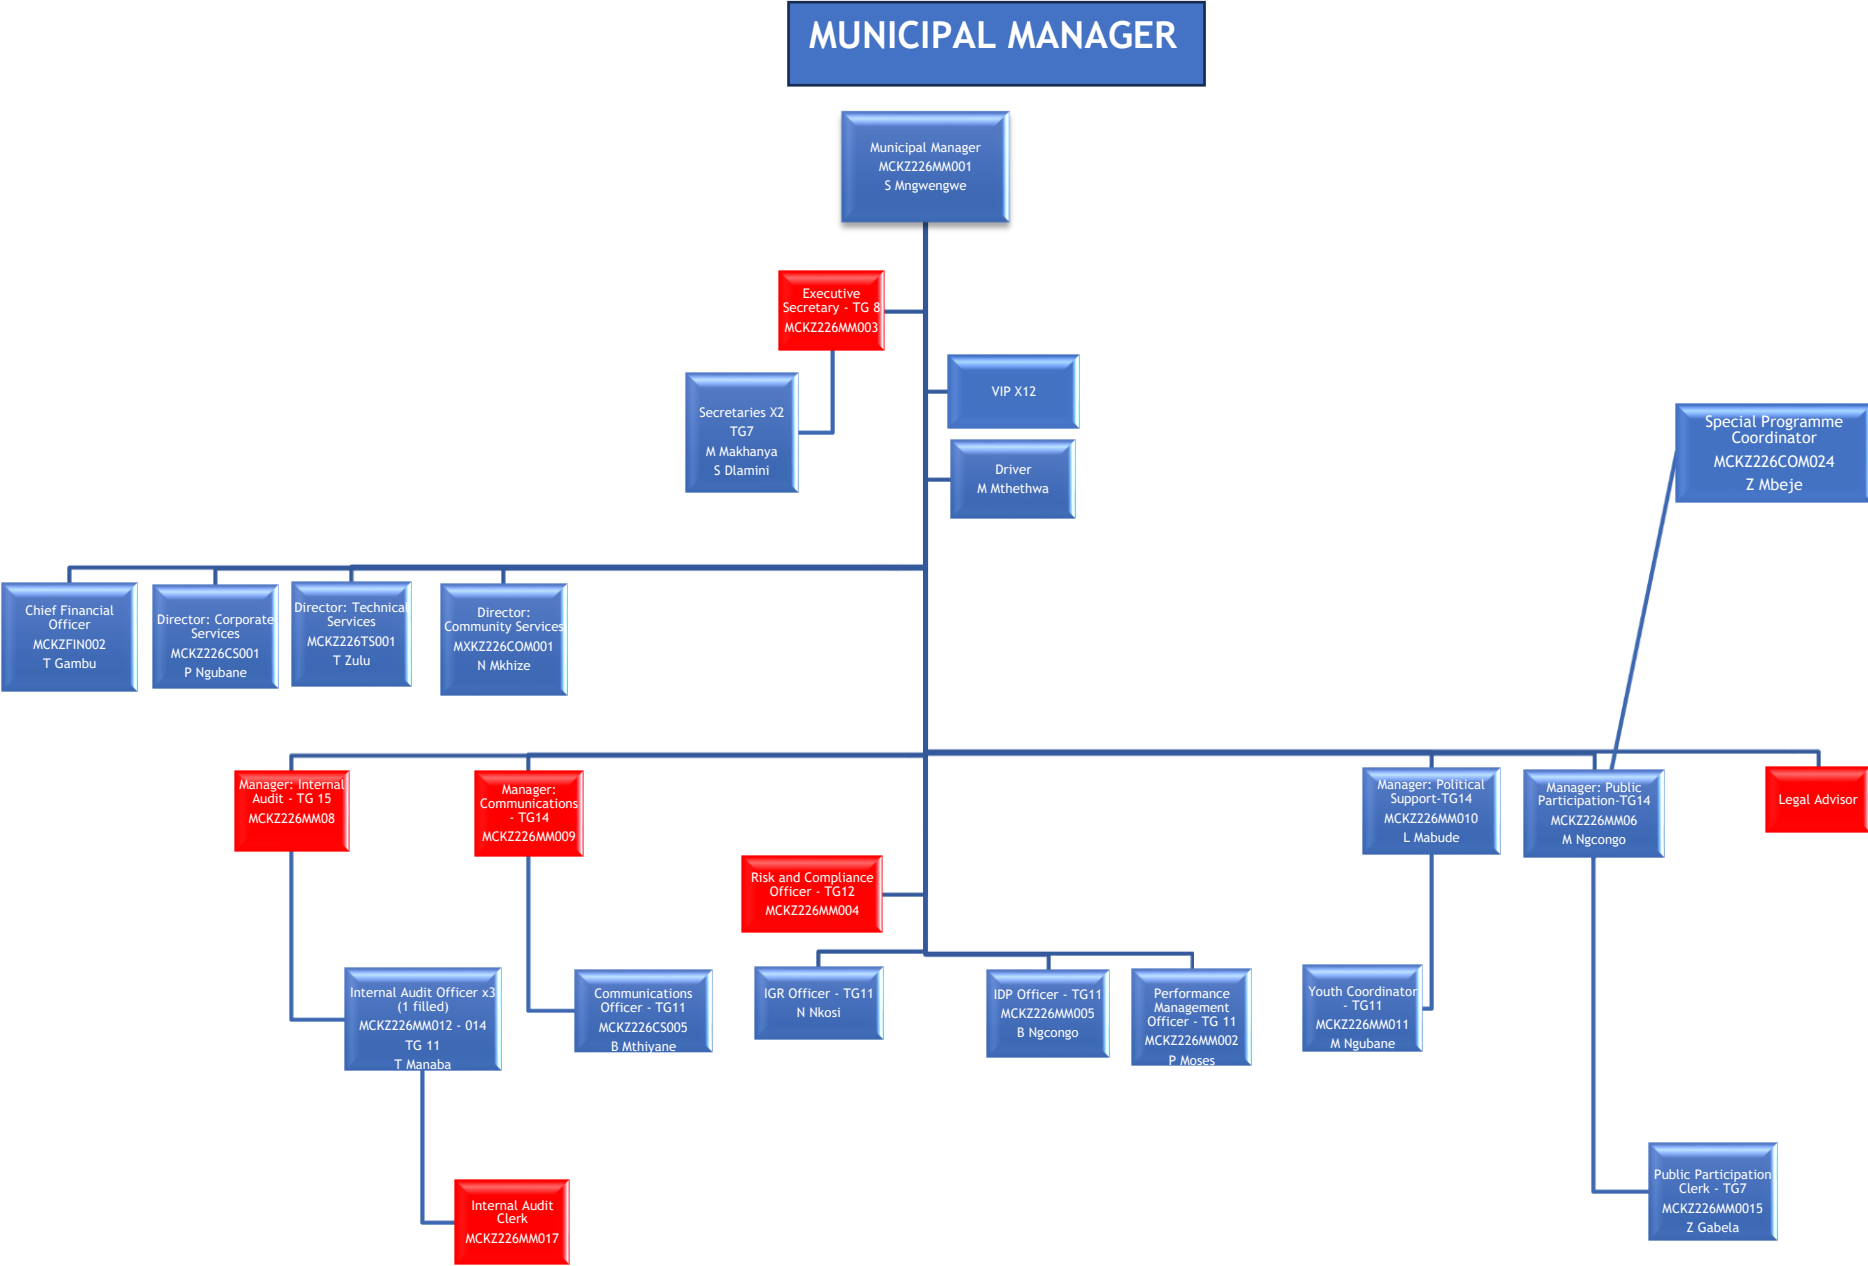 MUNICIPAL MANAGER
Municipal Manager
MCKZ226MM001
S Mngwengwe
Executive
Secretary - TG 8
MCKZ226MM003
Secretaries X2
TG7
M Makhanya
S Dlamini
VIP X12
Driver
M Mthethwa
Special Programme
Coordinator
MCKZ226COM024
Z Mbeje
Chief Financial
Officer
MCKZFIN002
T Gambu
Director: Corporate
Services
MCKZ226CS001
P Ngubane
Director: Technical
Services
MCKZ226TS001
T Zulu
Director:
Community Services
MXKZ226COM001
N Mkhize
Manager: Internal
Audit - TG 15
MCKZ226MM08
Manager:
Communications
- TG14
MCKZ226MM009
Risk and Compliance
Officer - TG12
MCKZ226MM004
Manager: Political
Support-TG14
MCKZ226MM010
L Mabude
Manager: Public
Participation-TG14
MCKZ226MM06
M Ngcongo
Legal Advisor
Internal Audit Officer x3
(1 filled)
MCKZ226MM012 - 014
TG 11
T Manaba
Communications
Officer - TG11
MCKZ226CS005
B Mthiyane
IGR Officer - TG11
N Nkosi
IDP Officer - TG11
MCKZ226MM005
B Ngcongo
Performance
Management
Officer - TG 11
MCKZ226MM002
P Moses
Youth Coordinator
- TG11
MCKZ226MM011
M Ngubane
Internal Audit
Clerk
MCKZ226MM017
Public Participation
Clerk - TG7
MCKZ226MM0015
Z Gabela